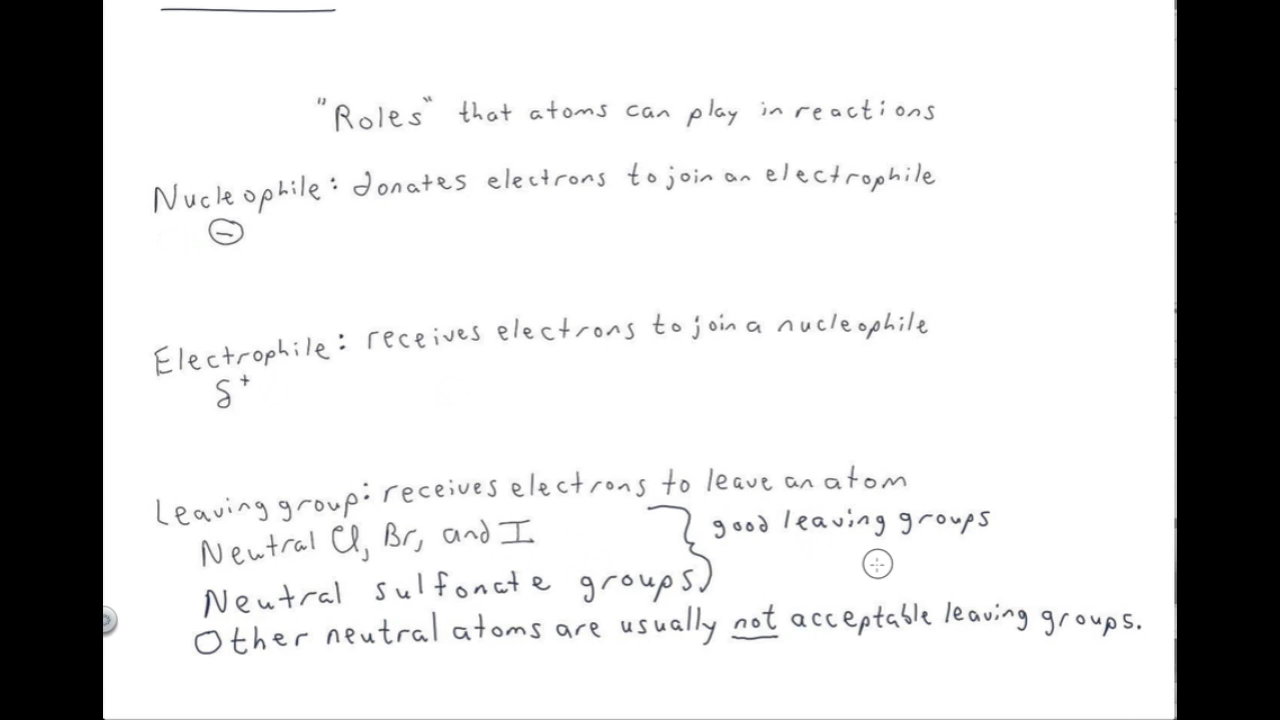 "Roles" that atoms can play in reactions
Nucleophile: donates electrons to join an electrophile
⊖
Electrophile: receives electrons to join a nucleophile
δ⁺
Leaving group: receives electrons to leave an atom
Neutral Cl, Br, and I } good leaving groups
Neutral sulfonate groups
Other neutral atoms are usually not acceptable leaving groups.